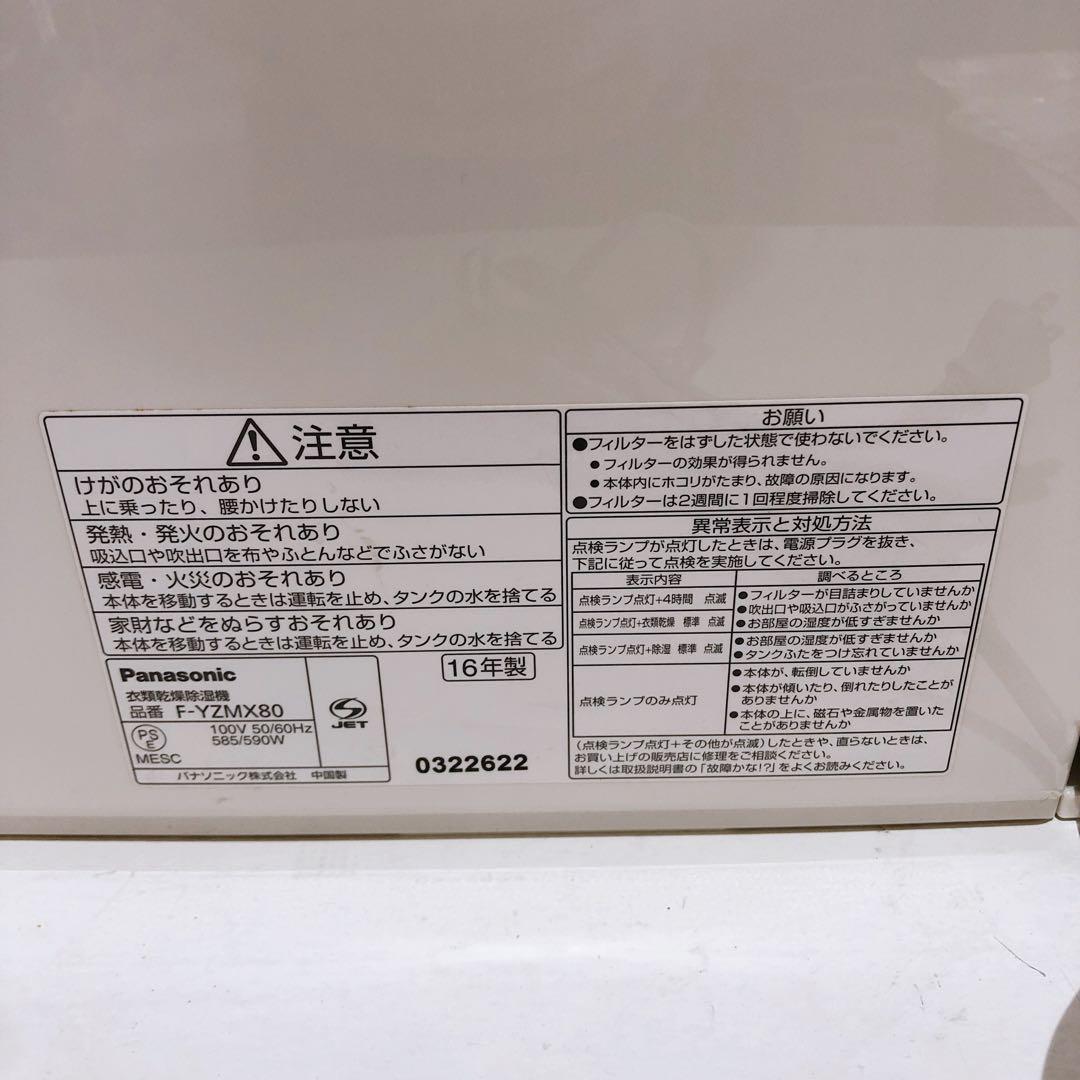 注意
けがのおそれあり
上に乗ったり、腰かけたりしない
発熱・発火のおそれあり
吸込口や吹出口を布やふとんなどでふさがない
感電・火災のおそれあり
本体を移動するときは運転を止め、タンクの水を捨てる
家財などをぬらすおそれあり
本体を移動するときは運転を止め、タンクの水を捨てる
Panasonic
衣類乾燥除湿機
品番 F-YZMX80
100V 50/60Hz
585/590W
PS
E
MESC
JET
パナソニック株式会社 中国製
16年製
0322622
お願い
●フィルターをはずした状態で使わないでください。
●フィルターの効果が得られません。
●本体内にホコリがたまり、故障の原因になります。
●フィルターは2週間に1回程度掃除してください。
異常表示と対処方法
点検ランプが点灯したときは、電源プラグを抜き、
下記に従って点検を実施してください。
表示内容 調べるところ
点検ランプ点灯+4時間 点滅
点検ランプ点灯+衣類乾燥 標準 点滅
●フィルターが目詰まりしていませんか
●吹出口や吸込口がふさがっていませんか
●お部屋の湿度が低すぎませんか
点検ランプ点灯+除湿 標準 点滅
●お部屋の湿度が低すぎませんか
●タンクふたをつけ忘れていませんか
点検ランプのみ点灯
●本体が、転倒していませんか
●本体が傾いたり、倒れたりしたことが
ありませんか
●本体の上に、磁石や金属物を置いた
ことがありませんか
(点検ランプ点灯+その他が点滅)したときや、直らないときは、
お買い上げの販売店に修理をご相談ください。
詳しくは取扱説明書の「故障かな!?」をよくお読みください。